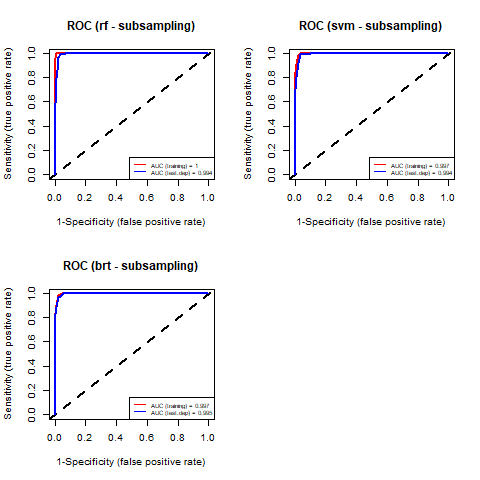 ROC (rf - subsampling)
Sensitivity (true positive rate)
1.0
0.8
0.6
0.4
0.2
0.0
AUC (training) = 1
AUC (test.dep) = 0.994
0.0 0.2 0.4 0.6 0.8 1.0
1-Specificity (false positive rate)
ROC (svm - subsampling)
Sensitivity (true positive rate)
1.0
0.8
0.6
0.4
0.2
0.0
AUC (training) = 0.997
AUC (test.dep) = 0.994
0.0 0.2 0.4 0.6 0.8 1.0
1-Specificity (false positive rate)
ROC (brt - subsampling)
Sensitivity (true positive rate)
1.0
0.8
0.6
0.4
0.2
0.0
AUC (training) = 0.997
AUC (test.dep) = 0.995
0.0 0.2 0.4 0.6 0.8 1.0
1-Specificity (false positive rate)